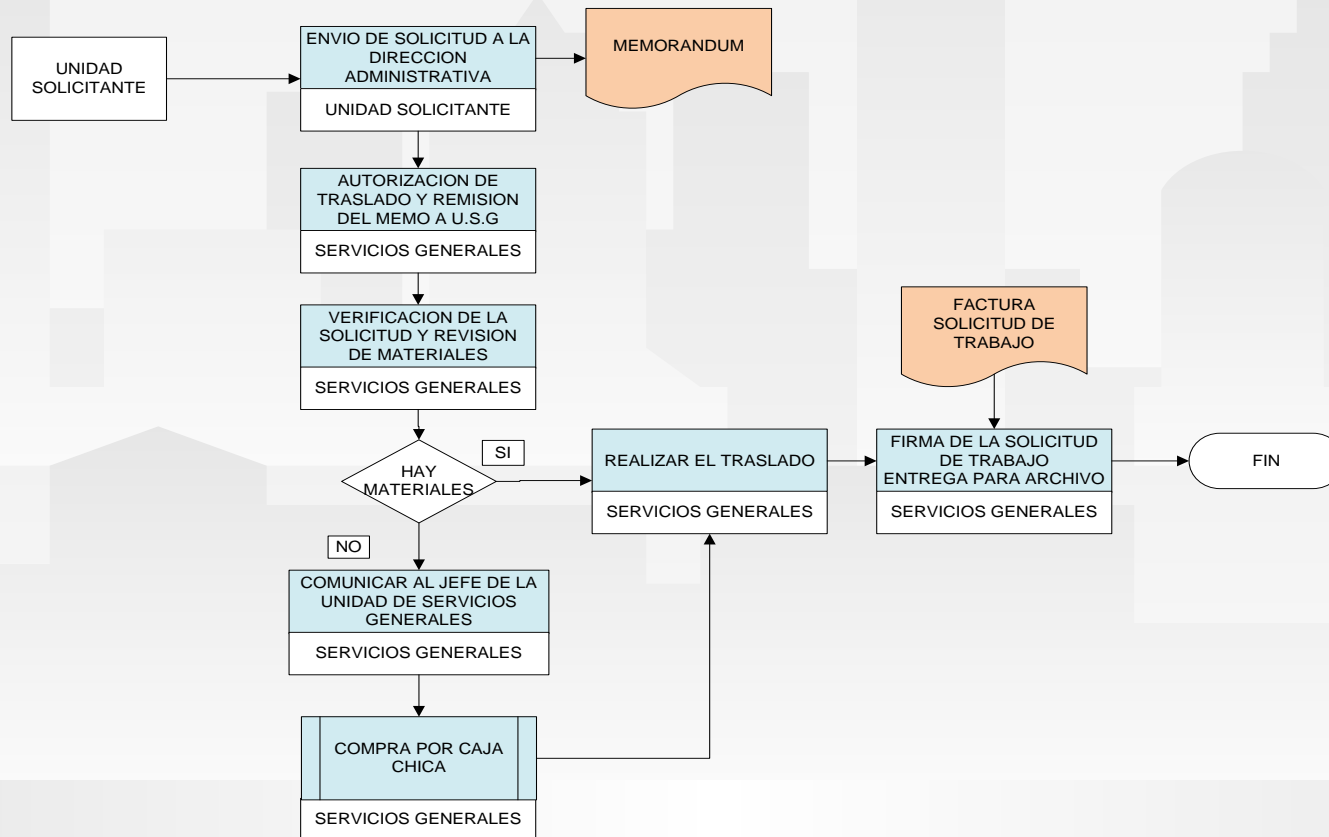 UNIDAD
SOLICITANTE
ENVIO DE SOLICITUD A LA
DIRECCION
ADMINISTRATIVA
UNIDAD SOLICITANTE
MEMORANDUM
AUTORIZACION DE
TRASLADO Y REMISION
DEL MEMO A U.S.G
SERVICIOS GENERALES
VERIFICACION DE LA
SOLICITUD Y REVISION
DE MATERIALES
SERVICIOS GENERALES
HAY
MATERIALES
SI
NO
REALIZAR EL TRASLADO
SERVICIOS GENERALES
FACTURA
SOLICITUD DE
TRABAJO
FIRMA DE LA SOLICITUD
DE TRABAJO
ENTREGA PARA ARCHIVO
SERVICIOS GENERALES
FIN
COMUNICAR AL JEFE DE LA
UNIDAD DE SERVICIOS
GENERALES
SERVICIOS GENERALES
COMPRA POR CAJA
CHICA
SERVICIOS GENERALES